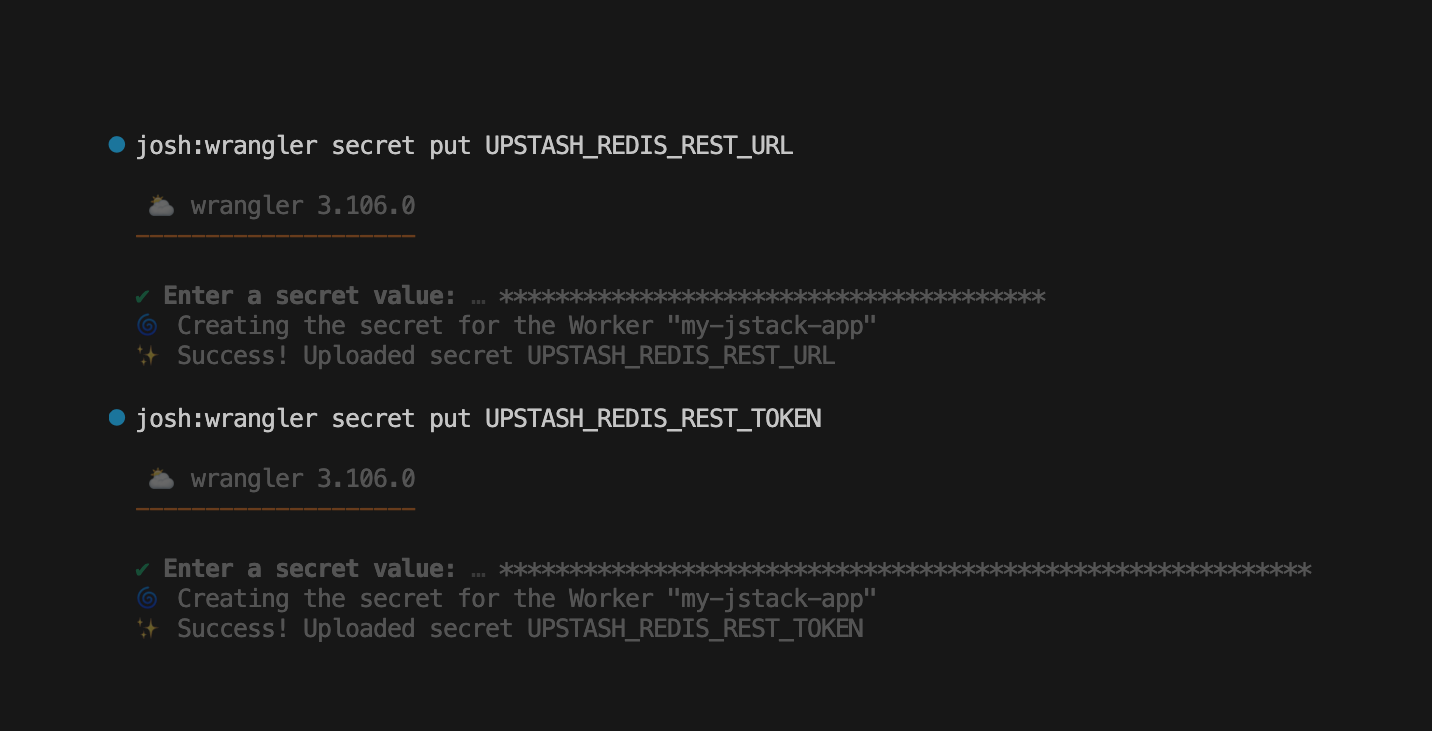 josh:wrangler secret put UPSTASH_REDIS_REST_URL
⛅ wrangler 3.106.0
--------------------
✔ Enter a secret value: … ***************************************
🌀 Creating the secret for the Worker "my-jstack-app"
✨ Success! Uploaded secret UPSTASH_REDIS_REST_URL
josh:wrangler secret put UPSTASH_REDIS_REST_TOKEN
⛅ wrangler 3.106.0
--------------------
✔ Enter a secret value: … **********************************************************
🌀 Creating the secret for the Worker "my-jstack-app"
✨ Success! Uploaded secret UPSTASH_REDIS_REST_TOKEN